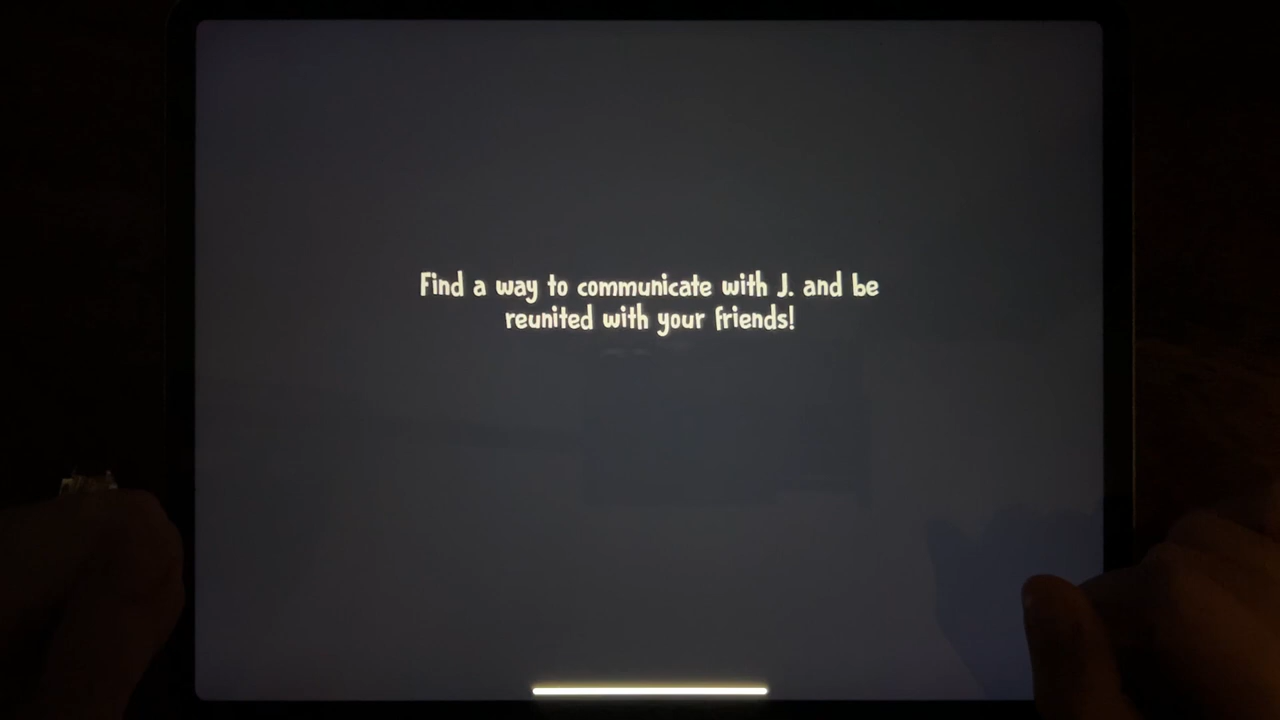 Find a way to communicate with J. and be
reunited with your friends!